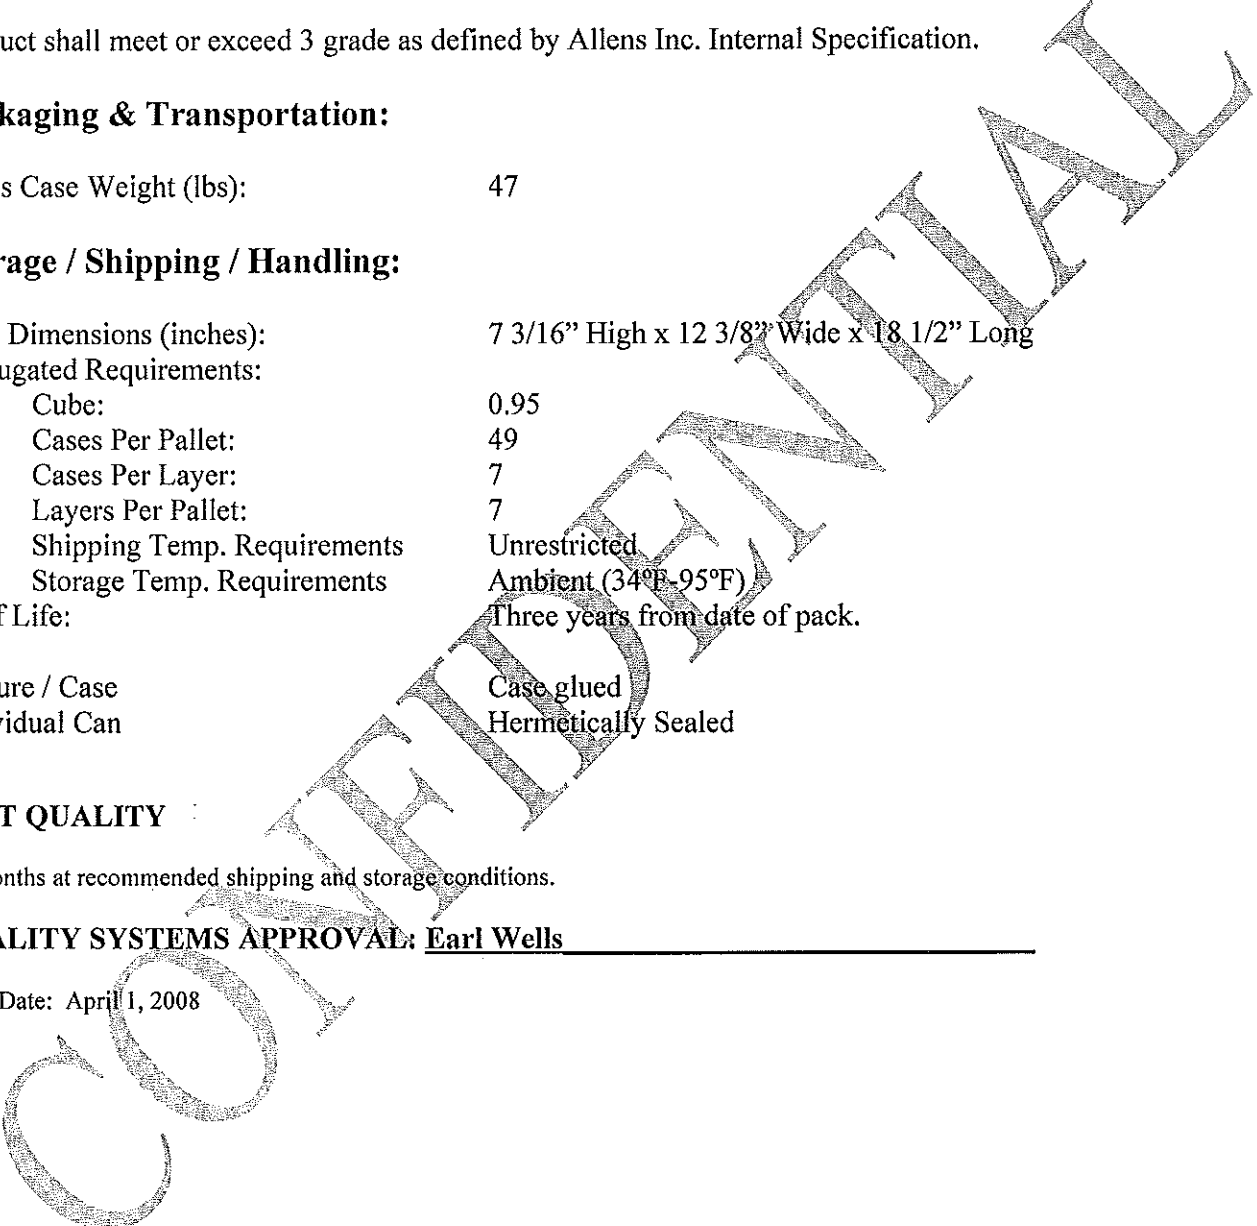 uct shall meet or exceed 3 grade as defined by Allens Inc. Internal Specification.
kaging & Transportation:
s Case Weight (lbs): 47
rage / Shipping / Handling:
Dimensions (inches): 7 3/16” High x 12 3/8” Wide x 18 1/2” Long
ugated Requirements:
Cube: 0.95
Cases Per Pallet: 49
Cases Per Layer: 7
Layers Per Pallet: 7
Shipping Temp. Requirements Unrestricted
Storage Temp. Requirements Ambient (34ºF-95ºF)
f Life: Three years from date of pack.
ure / Case Case glued
vidual Can Hermetically Sealed
T QUALITY
onths at recommended shipping and storage conditions.
ALITY SYSTEMS APPROVAL: Earl Wells
Date: April 1, 2008
CONFIDENTIAL